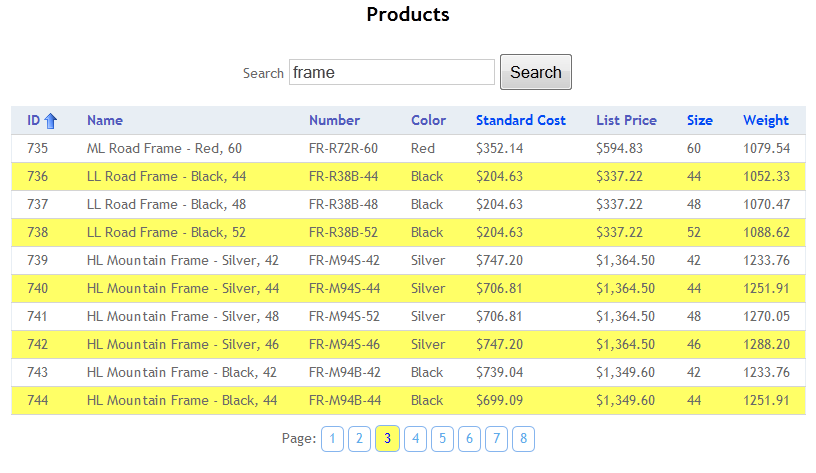 Products
Search frame Search
ID Name Number Color Standard Cost List Price Size Weight
735 ML Road Frame - Red, 60 FR-R72R-60 Red $352.14 $594.83 60 1079.54
736 LL Road Frame - Black, 44 FR-R38B-44 Black $204.63 $337.22 44 1052.33
737 LL Road Frame - Black, 48 FR-R38B-48 Black $204.63 $337.22 48 1070.47
738 LL Road Frame - Black, 52 FR-R38B-52 Black $204.63 $337.22 52 1088.62
739 HL Mountain Frame - Silver, 42 FR-M94S-42 Silver $747.20 $1,364.50 42 1233.76
740 HL Mountain Frame - Silver, 44 FR-M94S-44 Silver $706.81 $1,364.50 44 1251.91
741 HL Mountain Frame - Silver, 48 FR-M94S-52 Silver $706.81 $1,364.50 48 1270.05
742 HL Mountain Frame - Silver, 46 FR-M94S-46 Silver $747.20 $1,364.50 46 1288.20
743 HL Mountain Frame - Black, 42 FR-M94B-42 Black $739.04 $1,349.60 42 1233.76
744 HL Mountain Frame - Black, 44 FR-M94B-44 Black $699.09 $1,349.60 44 1251.91
Page: 1 2 3 4 5 6 7 8